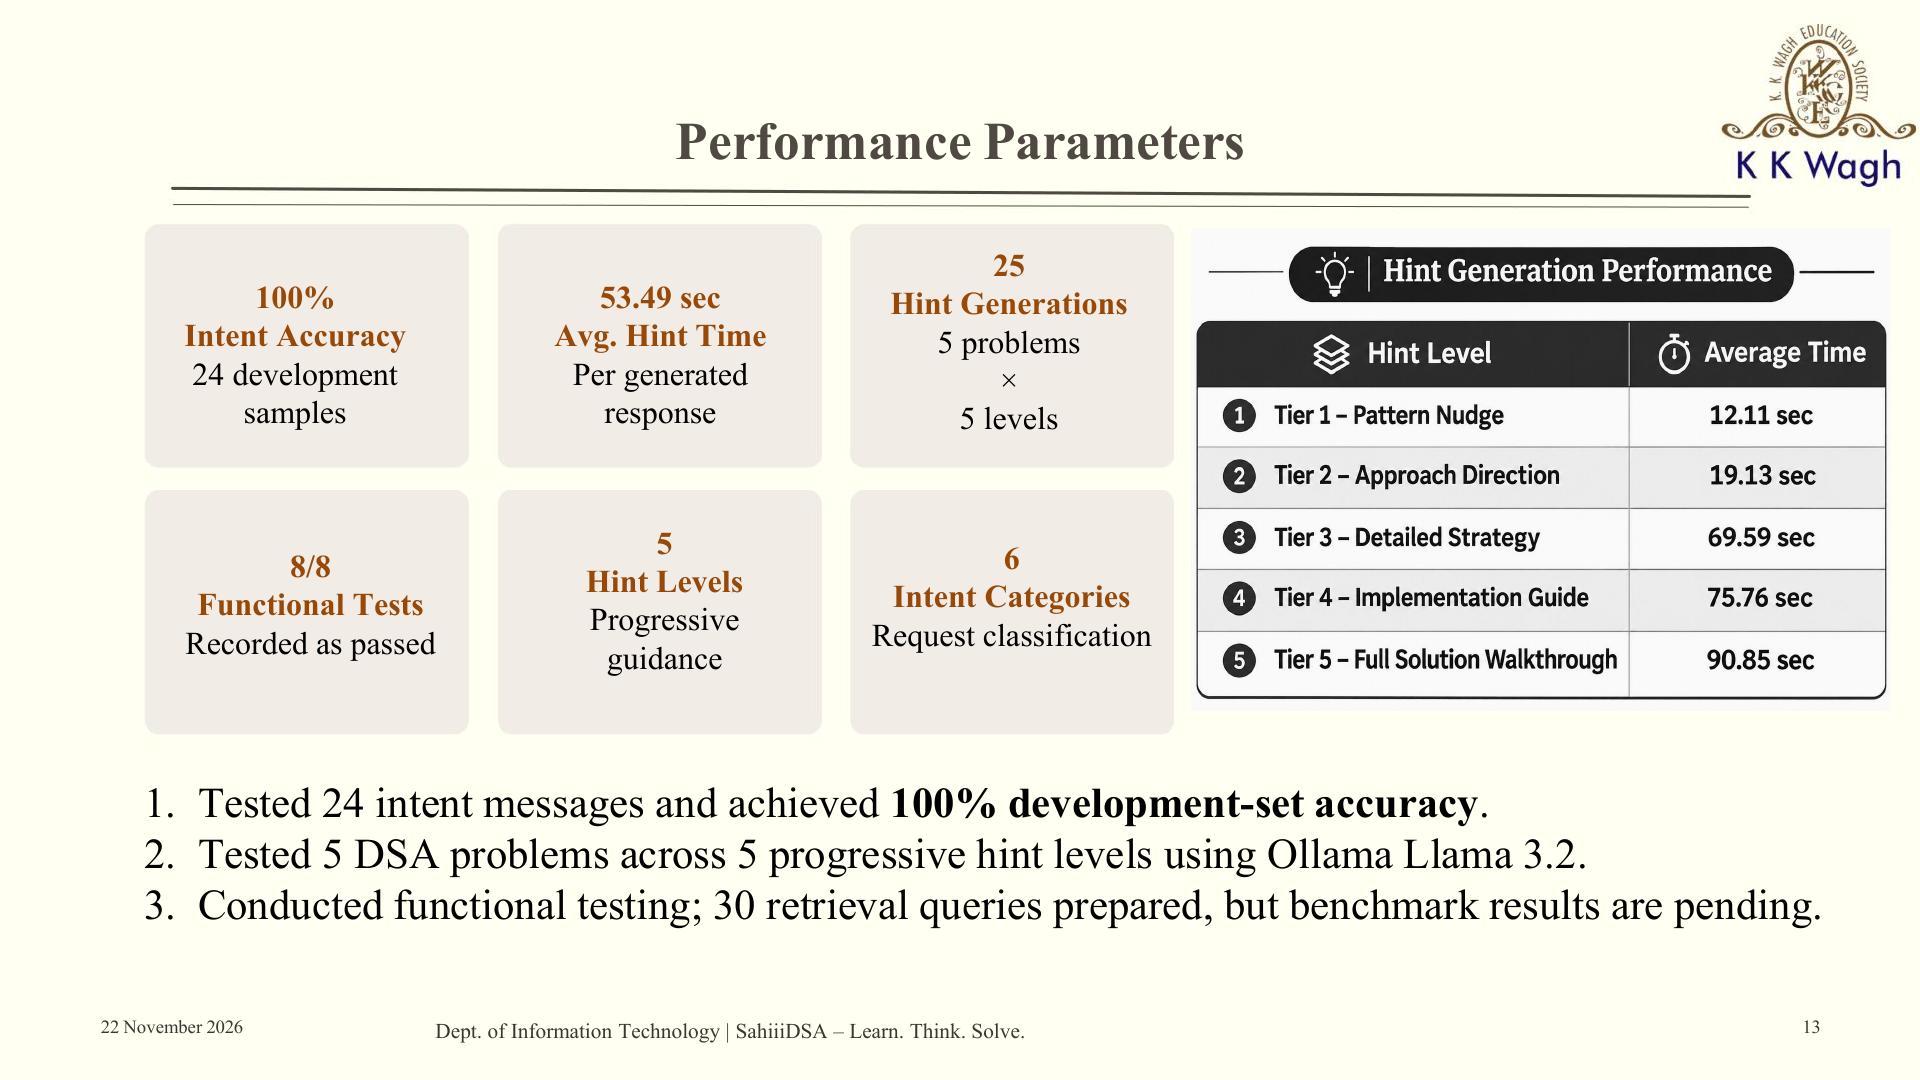 K. K. WAGH EDUCATION SOCIETY
K K Wagh
Performance Parameters
100%
Intent Accuracy
24 development
samples
53.49 sec
Avg. Hint Time
Per generated
response
25
Hint Generations
5 problems
×
5 levels
8/8
Functional Tests
Recorded as passed
5
Hint Levels
Progressive
guidance
6
Intent Categories
Request classification
Hint Generation Performance
Hint Level Average Time
1 Tier 1 – Pattern Nudge 12.11 sec
2 Tier 2 – Approach Direction 19.13 sec
3 Tier 3 – Detailed Strategy 69.59 sec
4 Tier 4 – Implementation Guide 75.76 sec
5 Tier 5 – Full Solution Walkthrough 90.85 sec
1. Tested 24 intent messages and achieved 100% development-set accuracy.
2. Tested 5 DSA problems across 5 progressive hint levels using Ollama Llama 3.2.
3. Conducted functional testing; 30 retrieval queries prepared, but benchmark results are pending.
22 November 2026
Dept. of Information Technology | SahiiiDSA – Learn. Think. Solve.
13